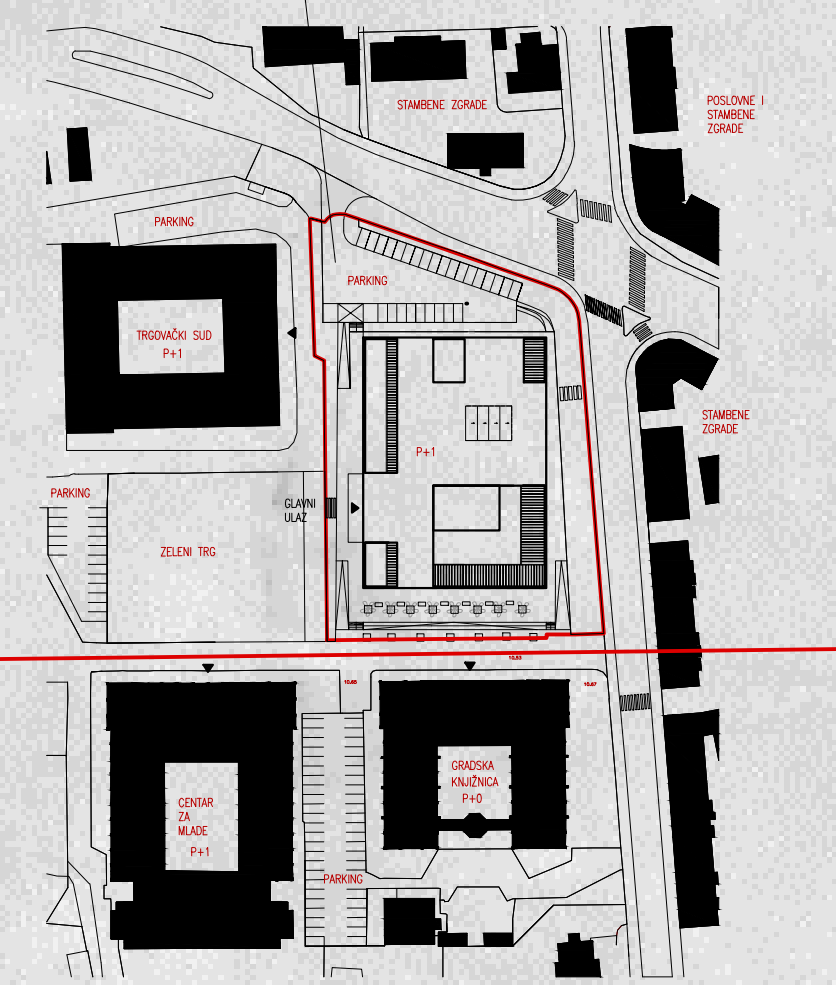 STAMBENE ZGRADE
POSLOVNE I
STAMBENE
ZGRADE
PARKING
PARKING
TRGOVAČKI SUD
P+1
STAMBENE
ZGRADE
P+1
PARKING
GLAVNI
ULAZ
ZELENI TRG
10.53
10.65
10.67
GRADSKA
KNJIŽNICA
P+0
CENTAR
ZA
MLADE
P+1
PARKING